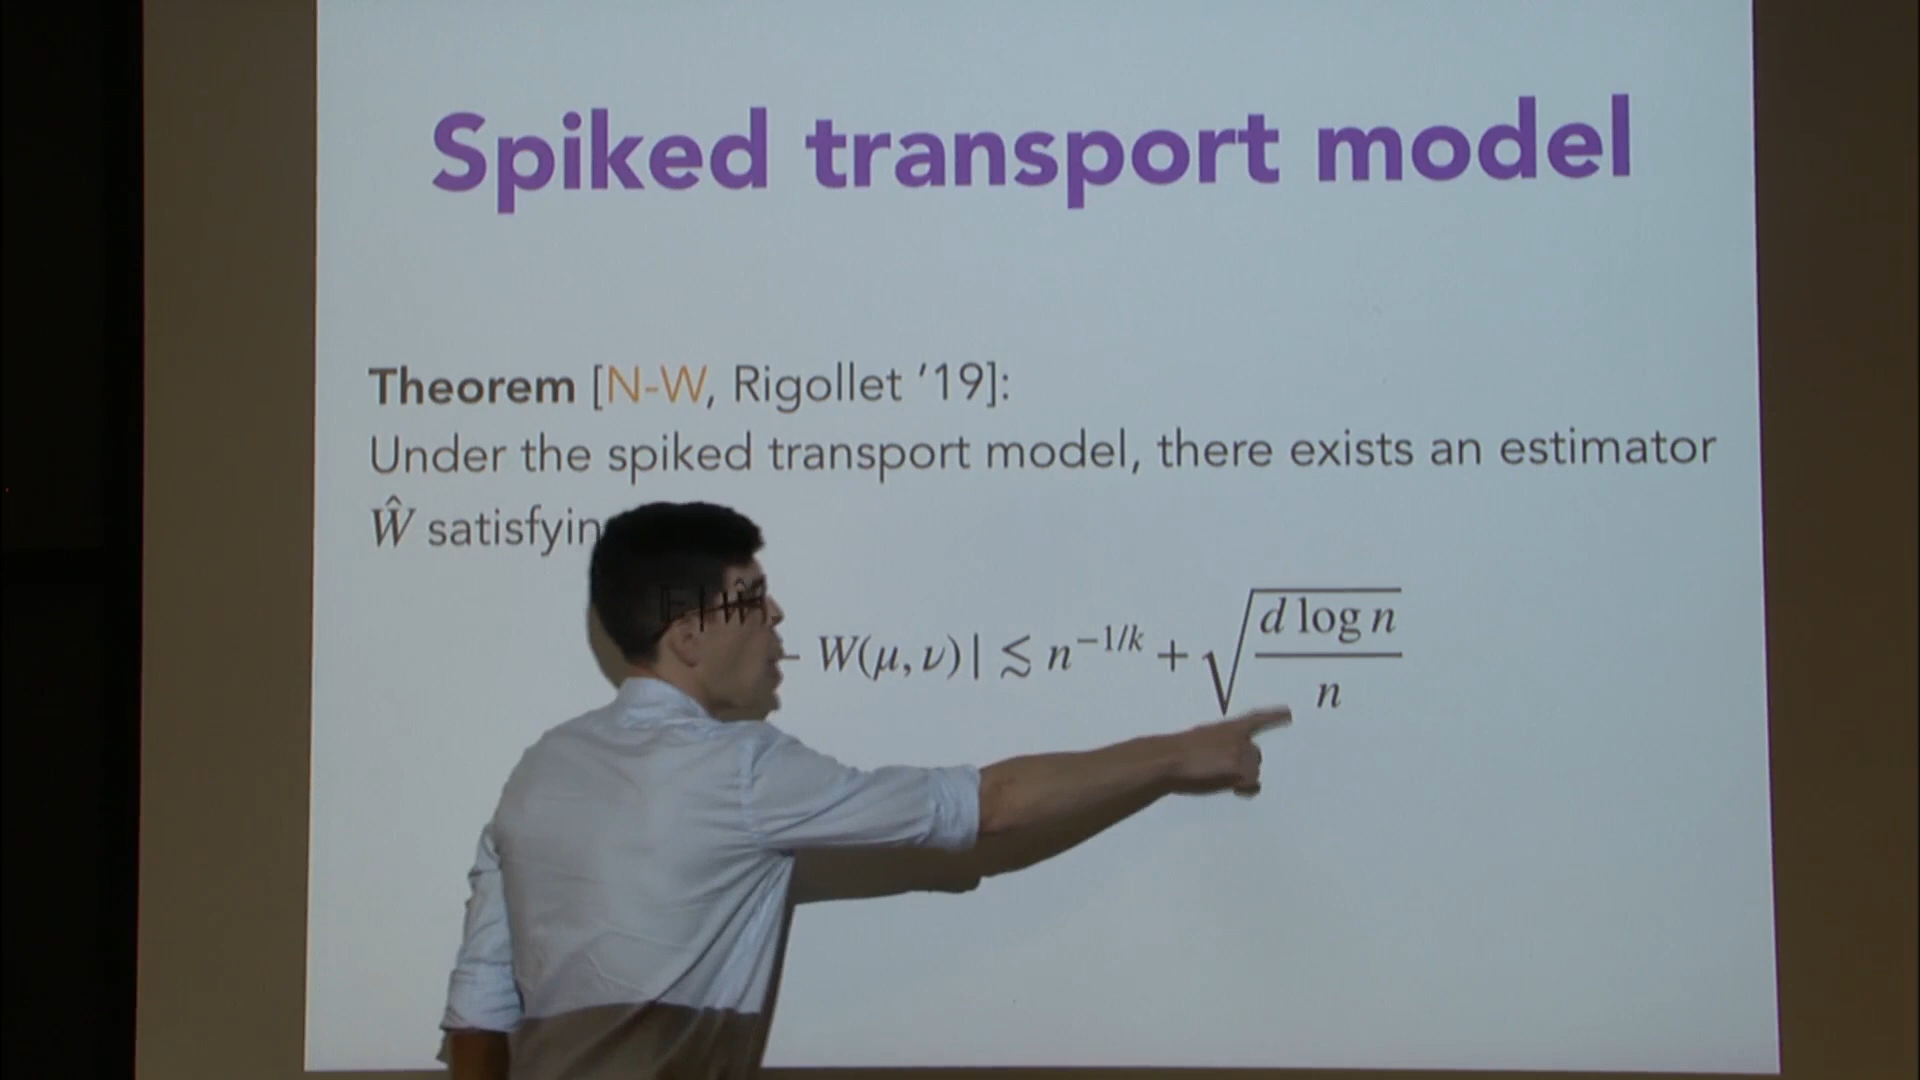 Spiked transport model
Theorem [N-W, Rigollet '19]:
Under the spiked transport model, there exists an estimator
Ŵ satisfyin
𝔼|Ŵ − W(μ, ν)| ≲ n^{−1/k} + √(d log n / n)